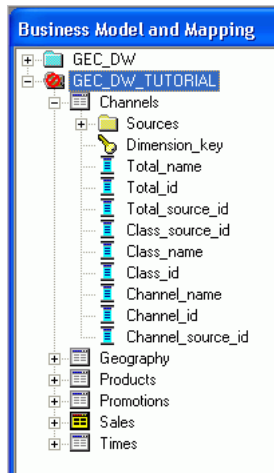 Business Model and Mapping
GEC_DW
GEC_DW_TUTORIAL
Channels
Sources
Dimension_key
Total_name
Total_id
Total_source_id
Class_source_id
Class_name
Class_id
Channel_name
Channel_id
Channel_source_id
Geography
Products
Promotions
Sales
Times